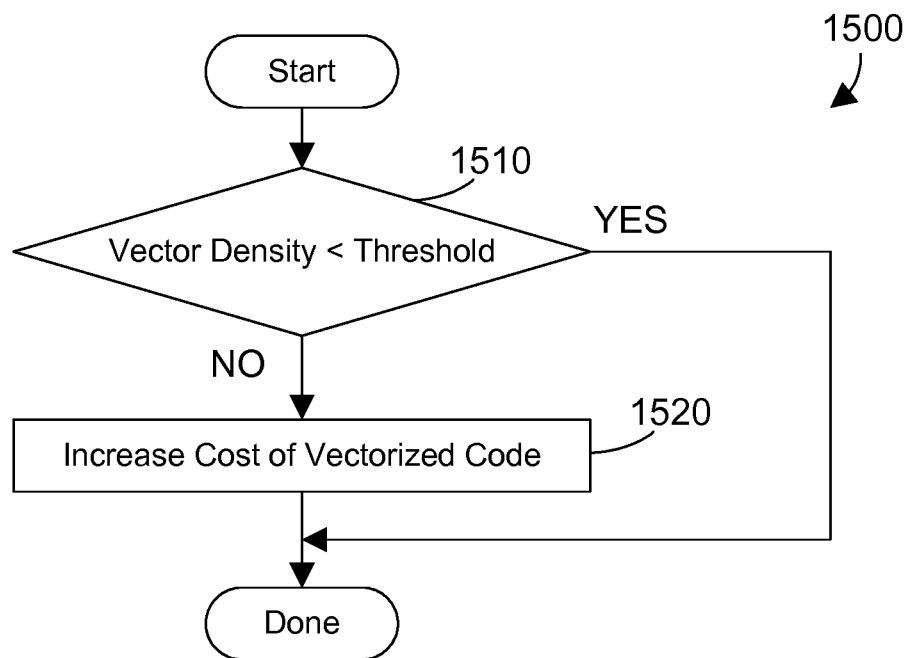 1500
Start
1510
YES
Vector Density < Threshold
NO
1520
Increase Cost of Vectorized Code
Done